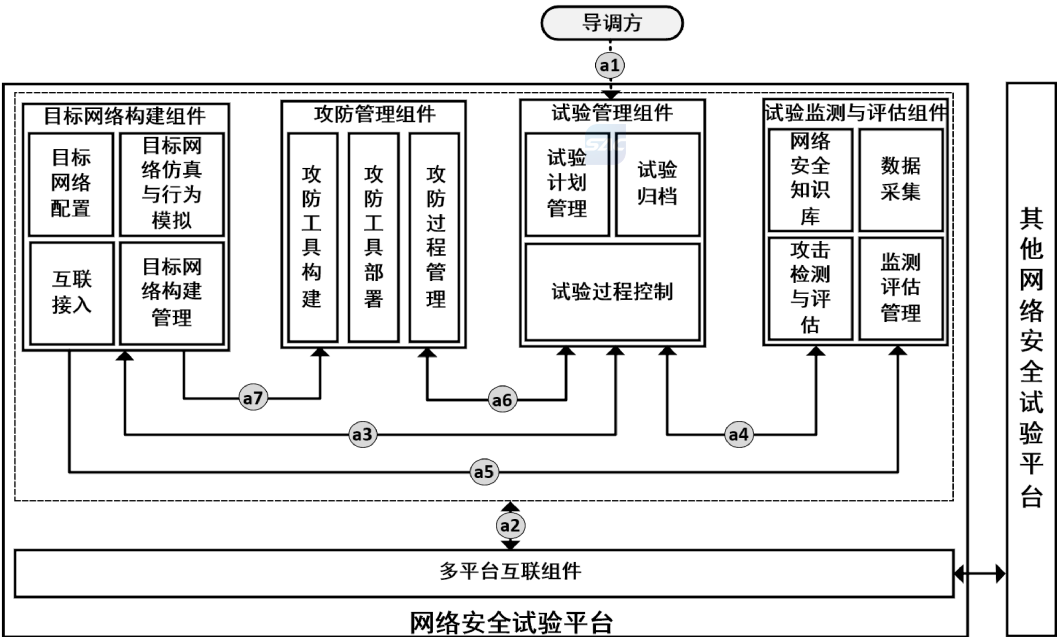 导调方
a1
目标网络构建组件
目标
网络
配置
目标网
络仿真
与行为
模拟
互联
接入
目标网
络构建
管理
攻防管理组件
攻
防
工
具
构
建
攻
防
工
具
部
署
攻
防
过
程
管
理
试验管理组件
试验
计划
管理
试验
归档
试验过程控制
试验监测与评估组件
网络
安全
知识
库
数据
采集
攻击
检测
与评
估
监测
评估
管理
a7
a6
a3
a4
a5
a2
多平台互联组件
网络安全试验平台
其
他
网
络
安
全
试
验
平
台